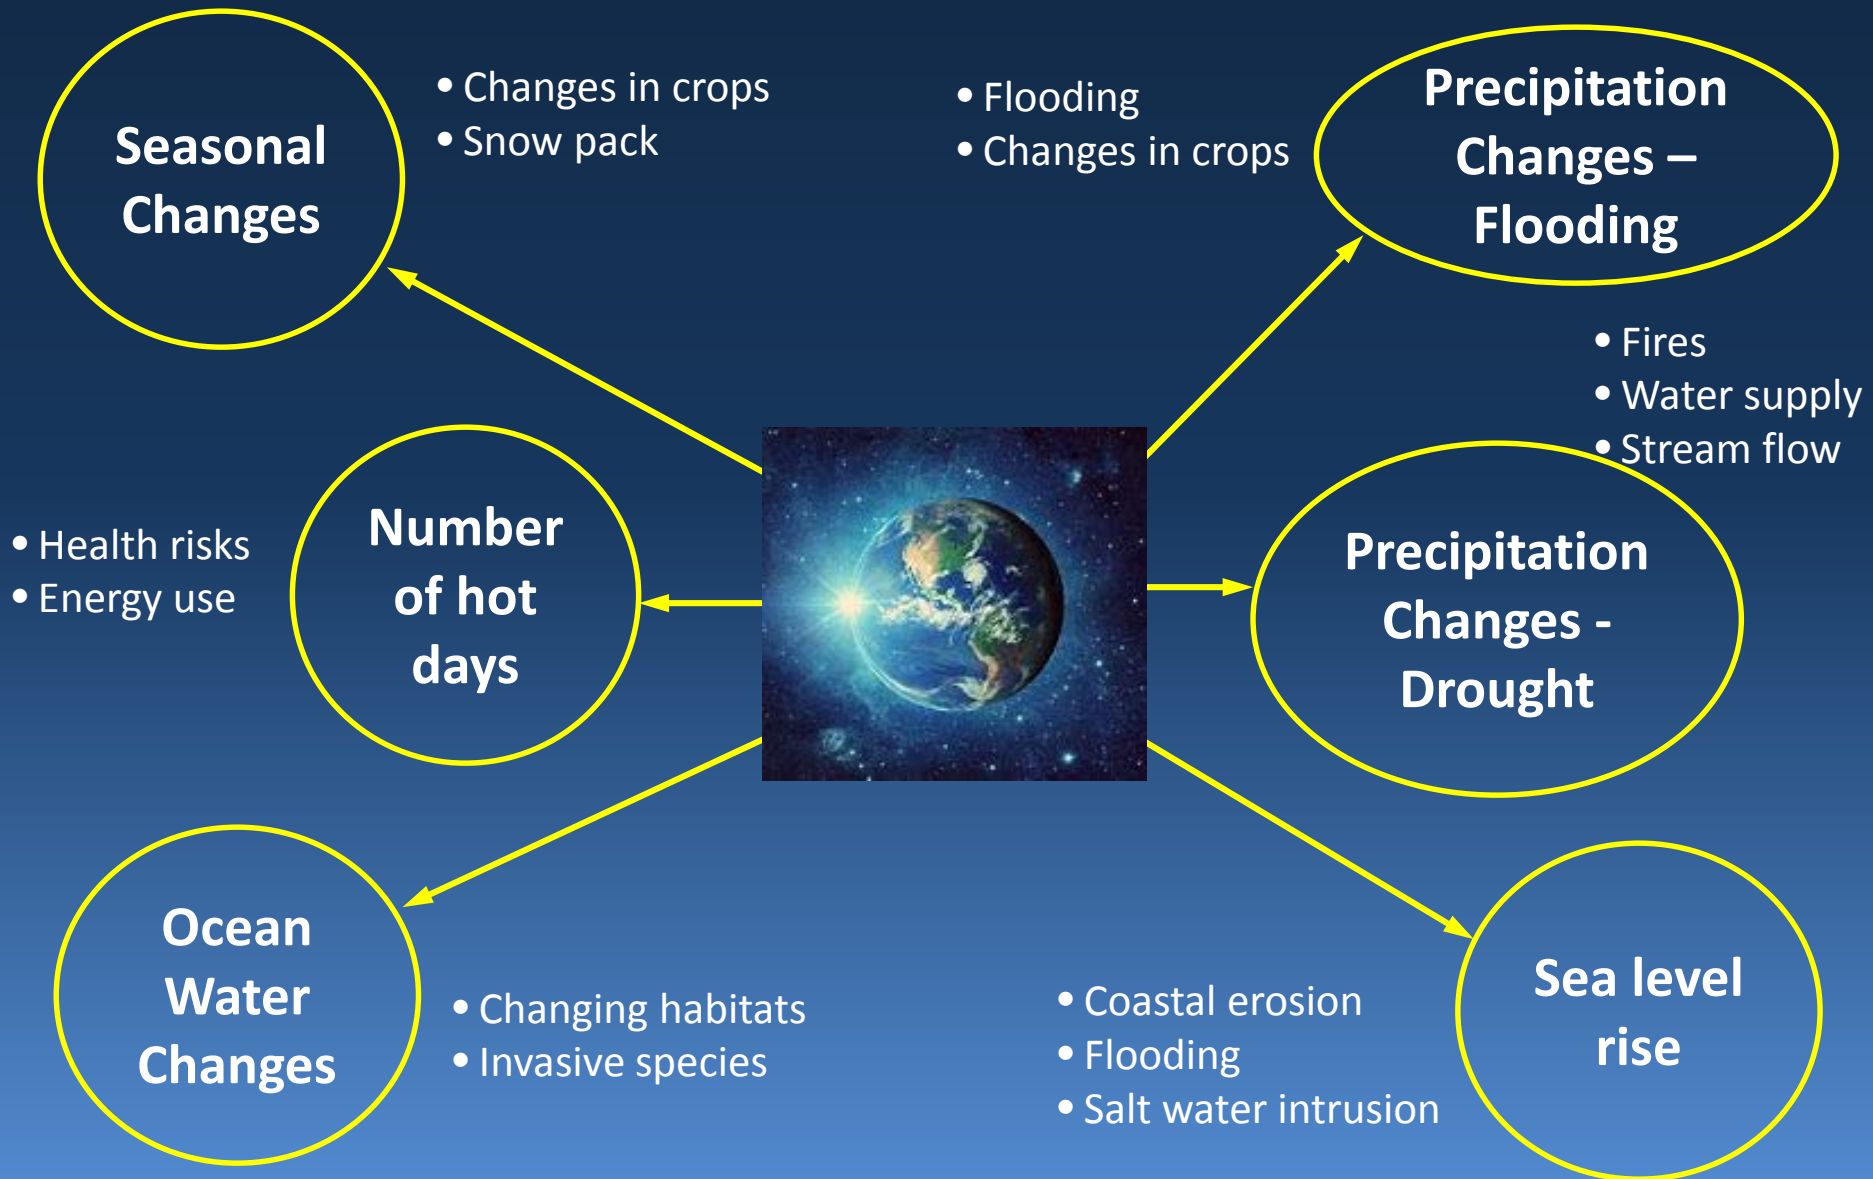 Seasonal
Changes
• Changes in crops
• Snow pack
• Flooding
• Changes in crops
Precipitation
Changes –
Flooding
• Fires
• Water supply
• Stream flow
• Health risks
• Energy use
Number
of hot
days
Precipitation
Changes -
Drought
Ocean
Water
Changes
• Changing habitats
• Invasive species
• Coastal erosion
• Flooding
• Salt water intrusion
Sea level
rise